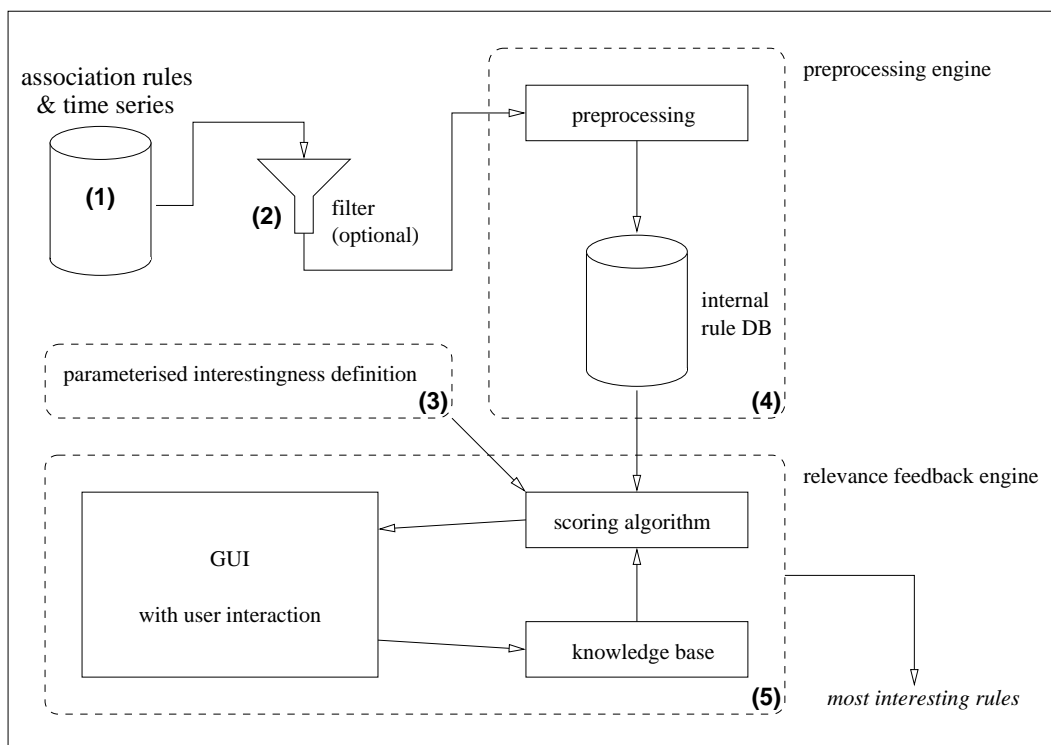 association rules
& time series
(1)
(2)
filter
(optional)
preprocessing engine
preprocessing
internal
rule DB
(4)
parameterised interestingness definition
(3)
relevance feedback engine
scoring algorithm
GUI
with user interaction
knowledge base
(5)
most interesting rules